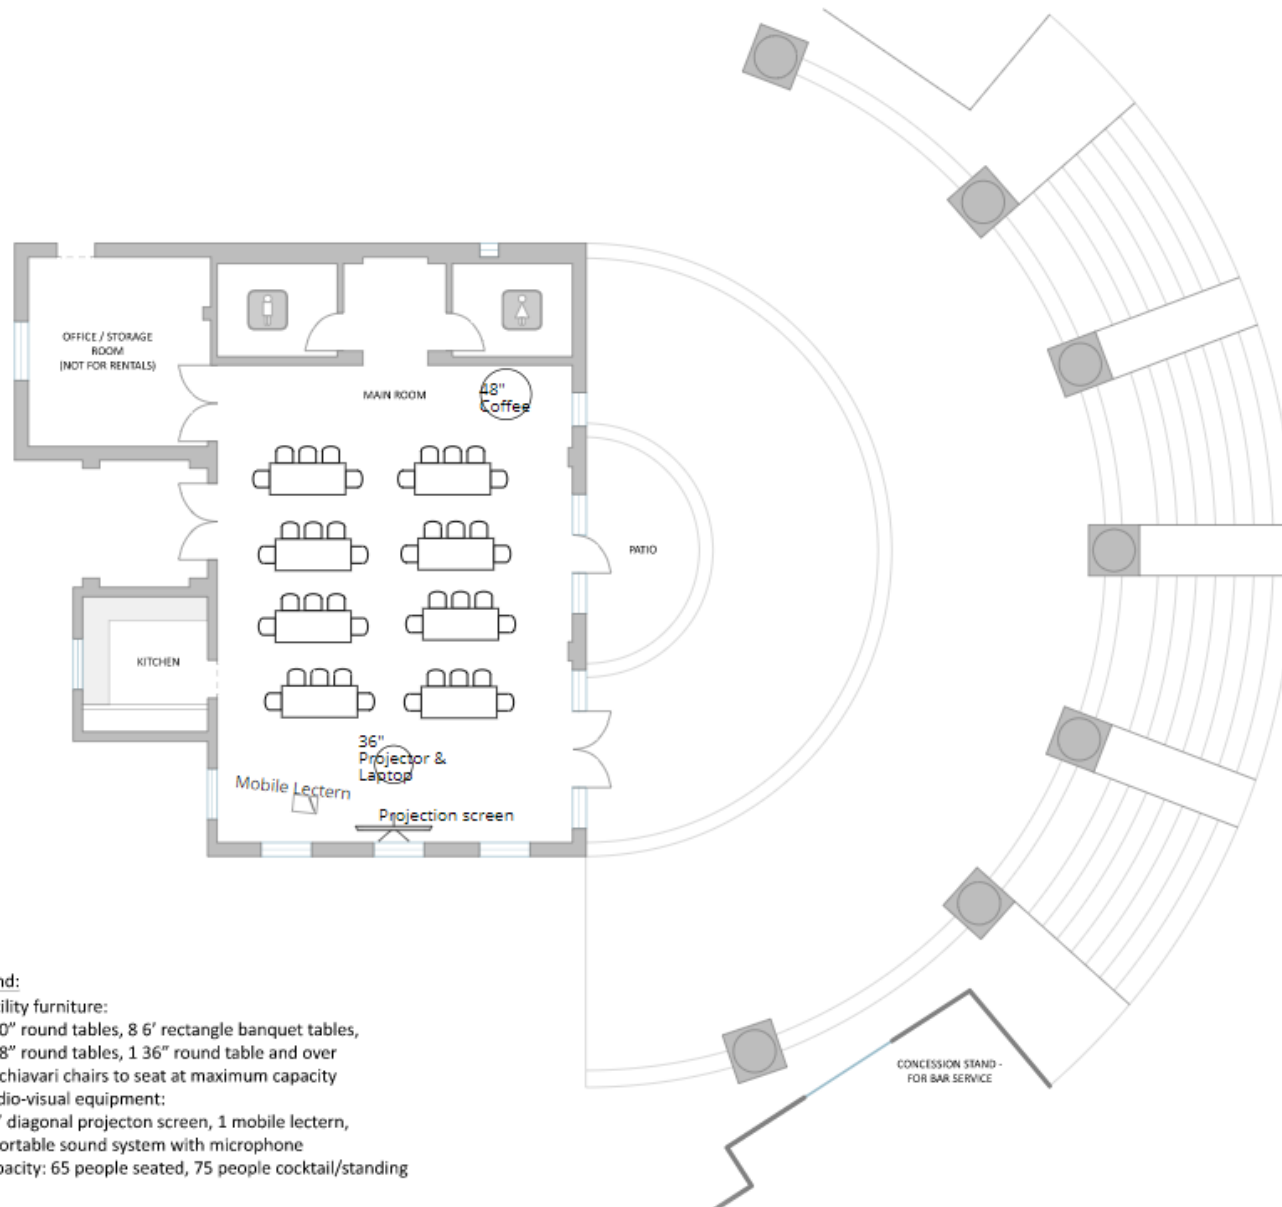 OFFICE / STORAGE
ROOM
(NOT FOR RENTALS)
MAIN ROOM
48"
Coffee
PATIO
KITCHEN
36"
Projector &
Laptop
Mobile Lectern
Projection screen
nd:
ility furniture:
0" round tables, 8 6' rectangle banquet tables,
8" round tables, 1 36" round table and over
chiavari chairs to seat at maximum capacity
dio-visual equipment:
' diagonal projecton screen, 1 mobile lectern,
ortable sound system with microphone
pacity: 65 people seated, 75 people cocktail/standing
CONCESSION STAND -
FOR BAR SERVICE